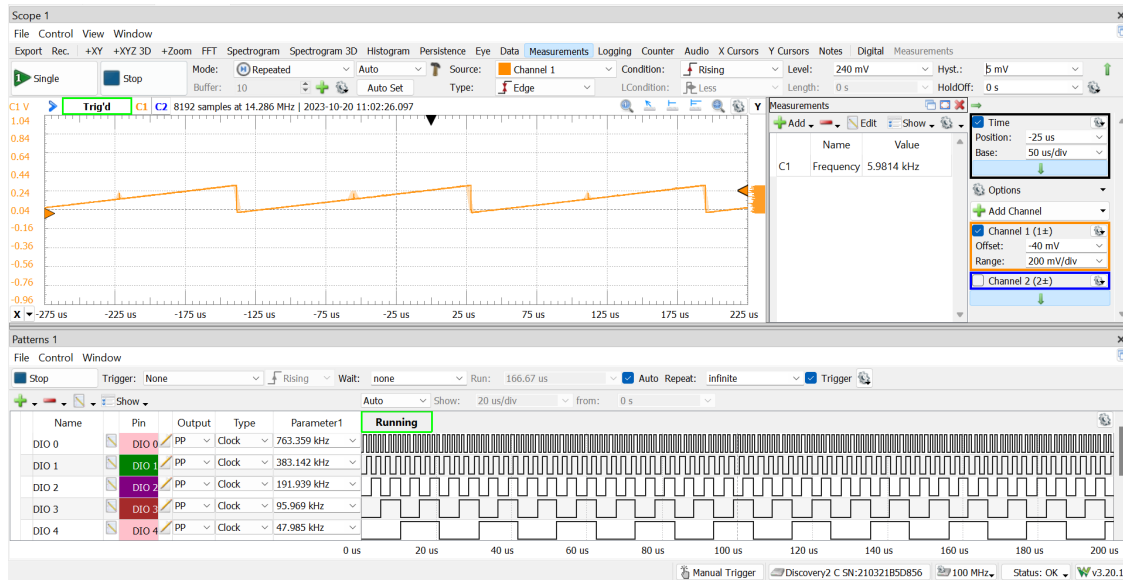 Scope 1
File Control View Window
Export Rec. +XY +XYZ 3D +Zoom FFT Spectrogram Spectrogram 3D Histogram Persistence Eye Data Measurements Logging Counter Audio X Cursors Y Cursors Notes Digital Measurements
Single Stop Mode: Repeated Auto Source: Channel 1 Condition: Rising Level: 240 mV Hyst.: 5 mV
Buffer: 10 Auto Set Type: Edge LCondition: Less Length: 0 s HoldOff: 0 s
C1 V Trig'd C1 C2 8192 samples at 14.286 MHz | 2023-10-20 11:02:26.097 Y
1.04
0.84
0.64
0.44
0.24
0.04
-0.16
-0.36
-0.56
-0.76
-0.96
X -275 us -225 us -175 us -125 us -75 us -25 us 25 us 75 us 125 us 175 us 225 us
Measurements
Add Edit Show
Name Value
C1 Frequency 5.9814 kHz
Time
Position: -25 us
Base: 50 us/div
Options
Add Channel
Channel 1 (1±)
Offset: -40 mV
Range: 200 mV/div
Channel 2 (2±)
Patterns 1
File Control Window
Stop Trigger: None Rising Wait: none Run: 166.67 us Auto Repeat: infinite Trigger
Show Auto Show: 20 us/div from: 0 s
Name Pin Output Type Parameter1 Running
DIO 0 DIO 0 PP Clock 763.359 kHz
DIO 1 DIO 1 PP Clock 383.142 kHz
DIO 2 DIO 2 PP Clock 191.939 kHz
DIO 3 DIO 3 PP Clock 95.969 kHz
DIO 4 DIO 4 PP Clock 47.985 kHz
0 us 20 us 40 us 60 us 80 us 100 us 120 us 140 us 160 us 180 us 200 us
Manual Trigger Discovery2 C SN:210321B5D856 100 MHz Status: OK v3.20.1